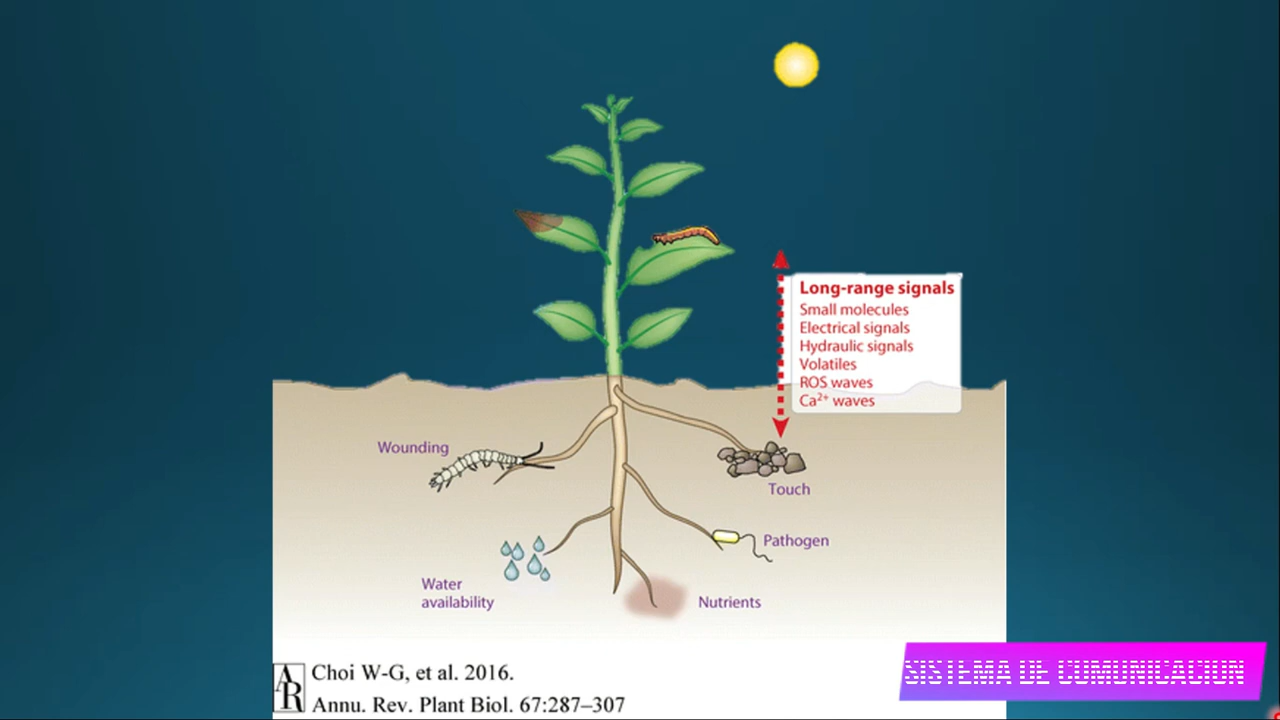 Long-range signals
Small molecules
Electrical signals
Hydraulic signals
Volatiles
ROS waves
Ca²⁺ waves
Wounding
Touch
Pathogen
Water
availability
Nutrients
AR
Choi W-G, et al. 2016.
Annu. Rev. Plant Biol. 67:287–307
SISTEMA DE COMUNICACION